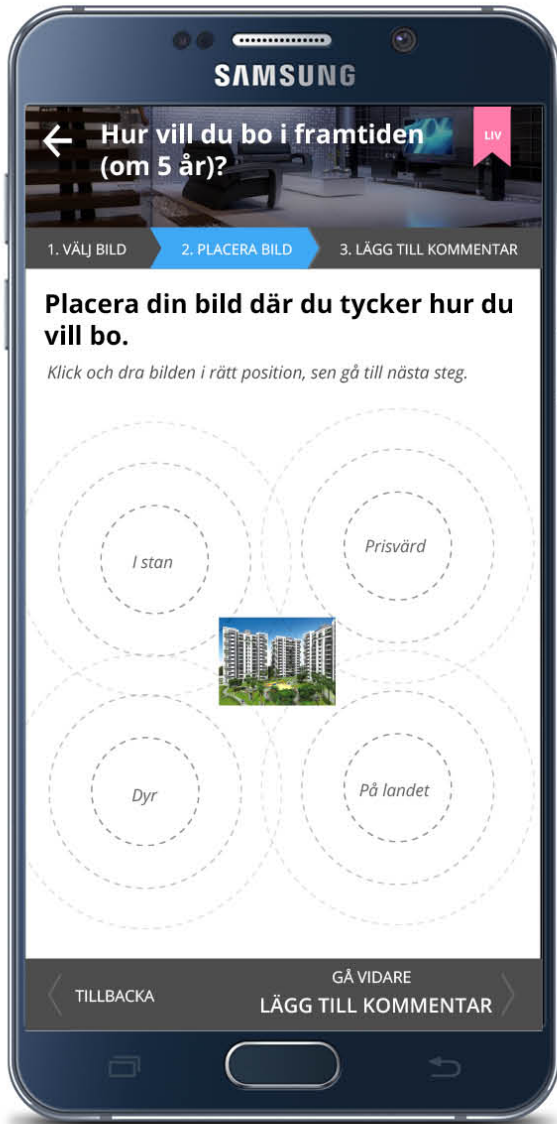 SAMSUNG
Hur vill du bo i framtiden
(om 5 år)?
LIV
1. VÄLJ BILD
2. PLACERA BILD
3. LÄGG TILL KOMMENTAR
Placera din bild där du tycker hur du
vill bo.
Klick och dra bilden i rätt position, sen gå till nästa steg.
I stan
Prisvärd
Dyr
På landet
TILLBACKA
GÅ VIDARE
LÄGG TILL KOMMENTAR